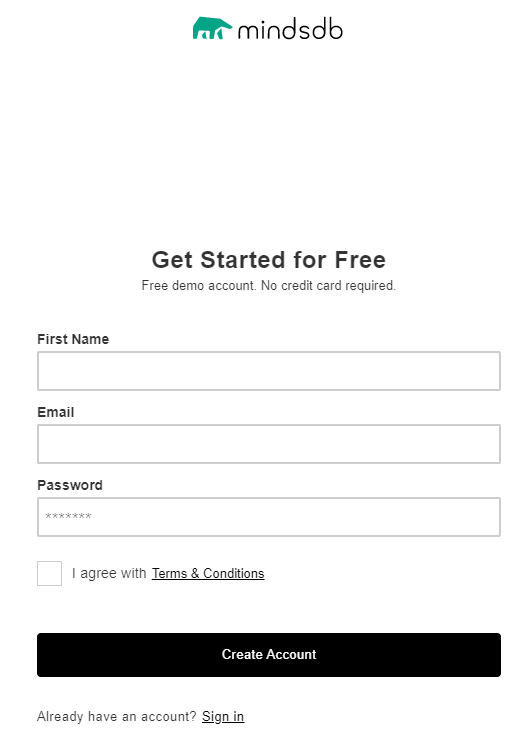 mindsdb
Get Started for Free
Free demo account. No credit card required.
First Name
Email
Password
*******
I agree with Terms & Conditions
Create Account
Already have an account? Sign in